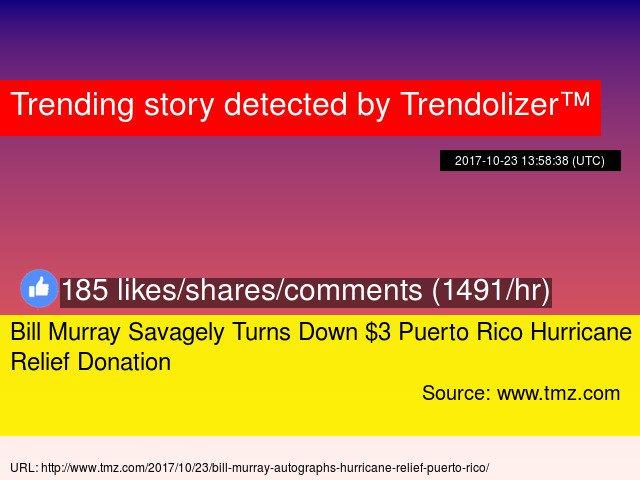 Trending story detected by Trendolizer™
2017-10-23 13:58:38 (UTC)
185 likes/shares/comments (1491/hr)
Bill Murray Savagely Turns Down $3 Puerto Rico Hurricane
Relief Donation
Source: www.tmz.com
URL: http://www.tmz.com/2017/10/23/bill-murray-autographs-hurricane-relief-puerto-rico/